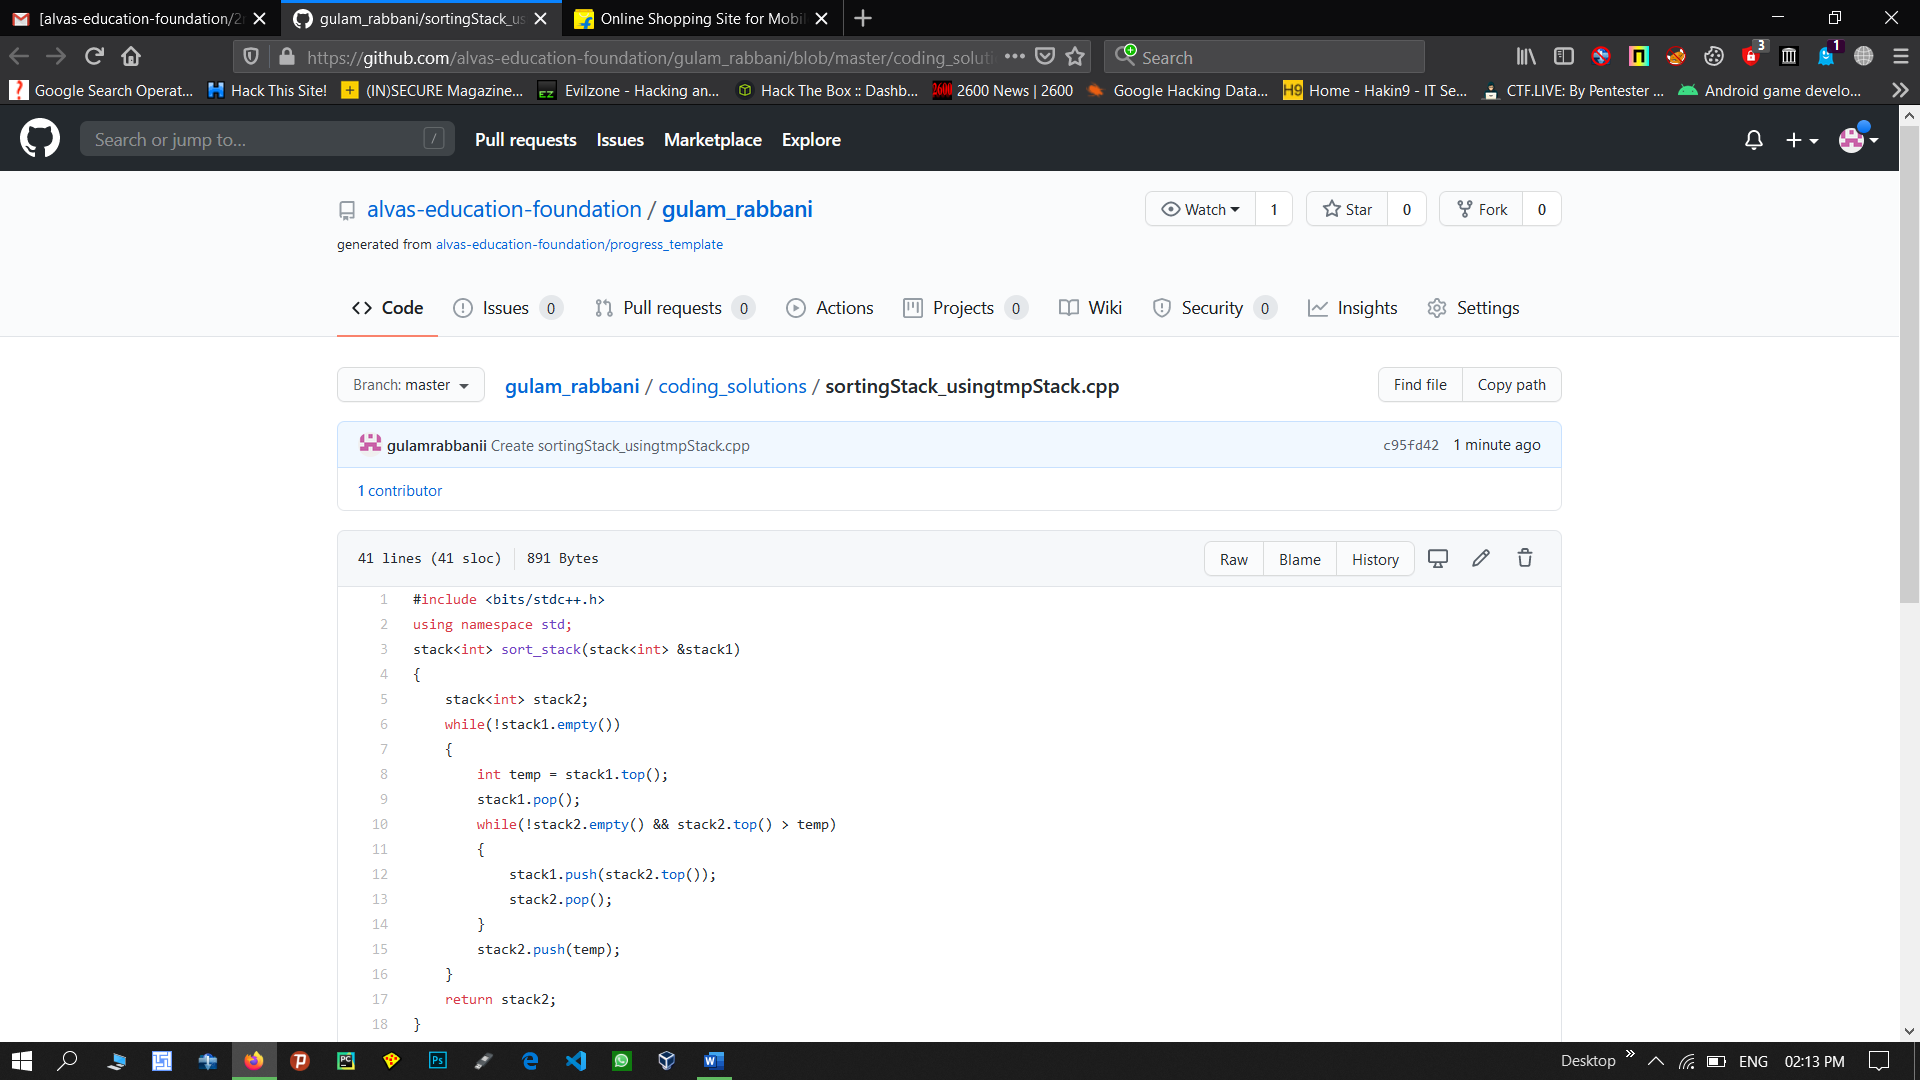 [alvas-education-foundation/2
gulam_rabbani/sortingStack_us
Online Shopping Site for Mobil
https://github.com/alvas-education-foundation/gulam_rabbani/blob/master/coding_soluti
Search
3
1
Google Search Operat...
Hack This Site!
(IN)SECURE Magazine...
Evilzone - Hacking an...
Hack The Box :: Dashb...
2600 News | 2600
Google Hacking Data...
Home - Hakin9 - IT Se...
CTF.LIVE: By Pentester ...
Android game develo...
Search or jump to...
/
Pull requests
Issues
Marketplace
Explore
alvas-education-foundation / gulam_rabbani
Watch 1
Star 0
Fork 0
generated from alvas-education-foundation/progress_template
Code
Issues 0
Pull requests 0
Actions
Projects 0
Wiki
Security 0
Insights
Settings
Branch: master
gulam_rabbani / coding_solutions / sortingStack_usingtmpStack.cpp
Find file
Copy path
gulamrabbanii Create sortingStack_usingtmpStack.cpp
c95fd42 1 minute ago
1 contributor
41 lines (41 sloc) 891 Bytes
Raw
Blame
History
1 #include <bits/stdc++.h>
2 using namespace std;
3 stack<int> sort_stack(stack<int> &stack1)
4 {
5 stack<int> stack2;
6 while(!stack1.empty())
7 {
8 int temp = stack1.top();
9 stack1.pop();
10 while(!stack2.empty() && stack2.top() > temp)
11 {
12 stack1.push(stack2.top());
13 stack2.pop();
14 }
15 stack2.push(temp);
16 }
17 return stack2;
18 }
Desktop
ENG
02:13 PM